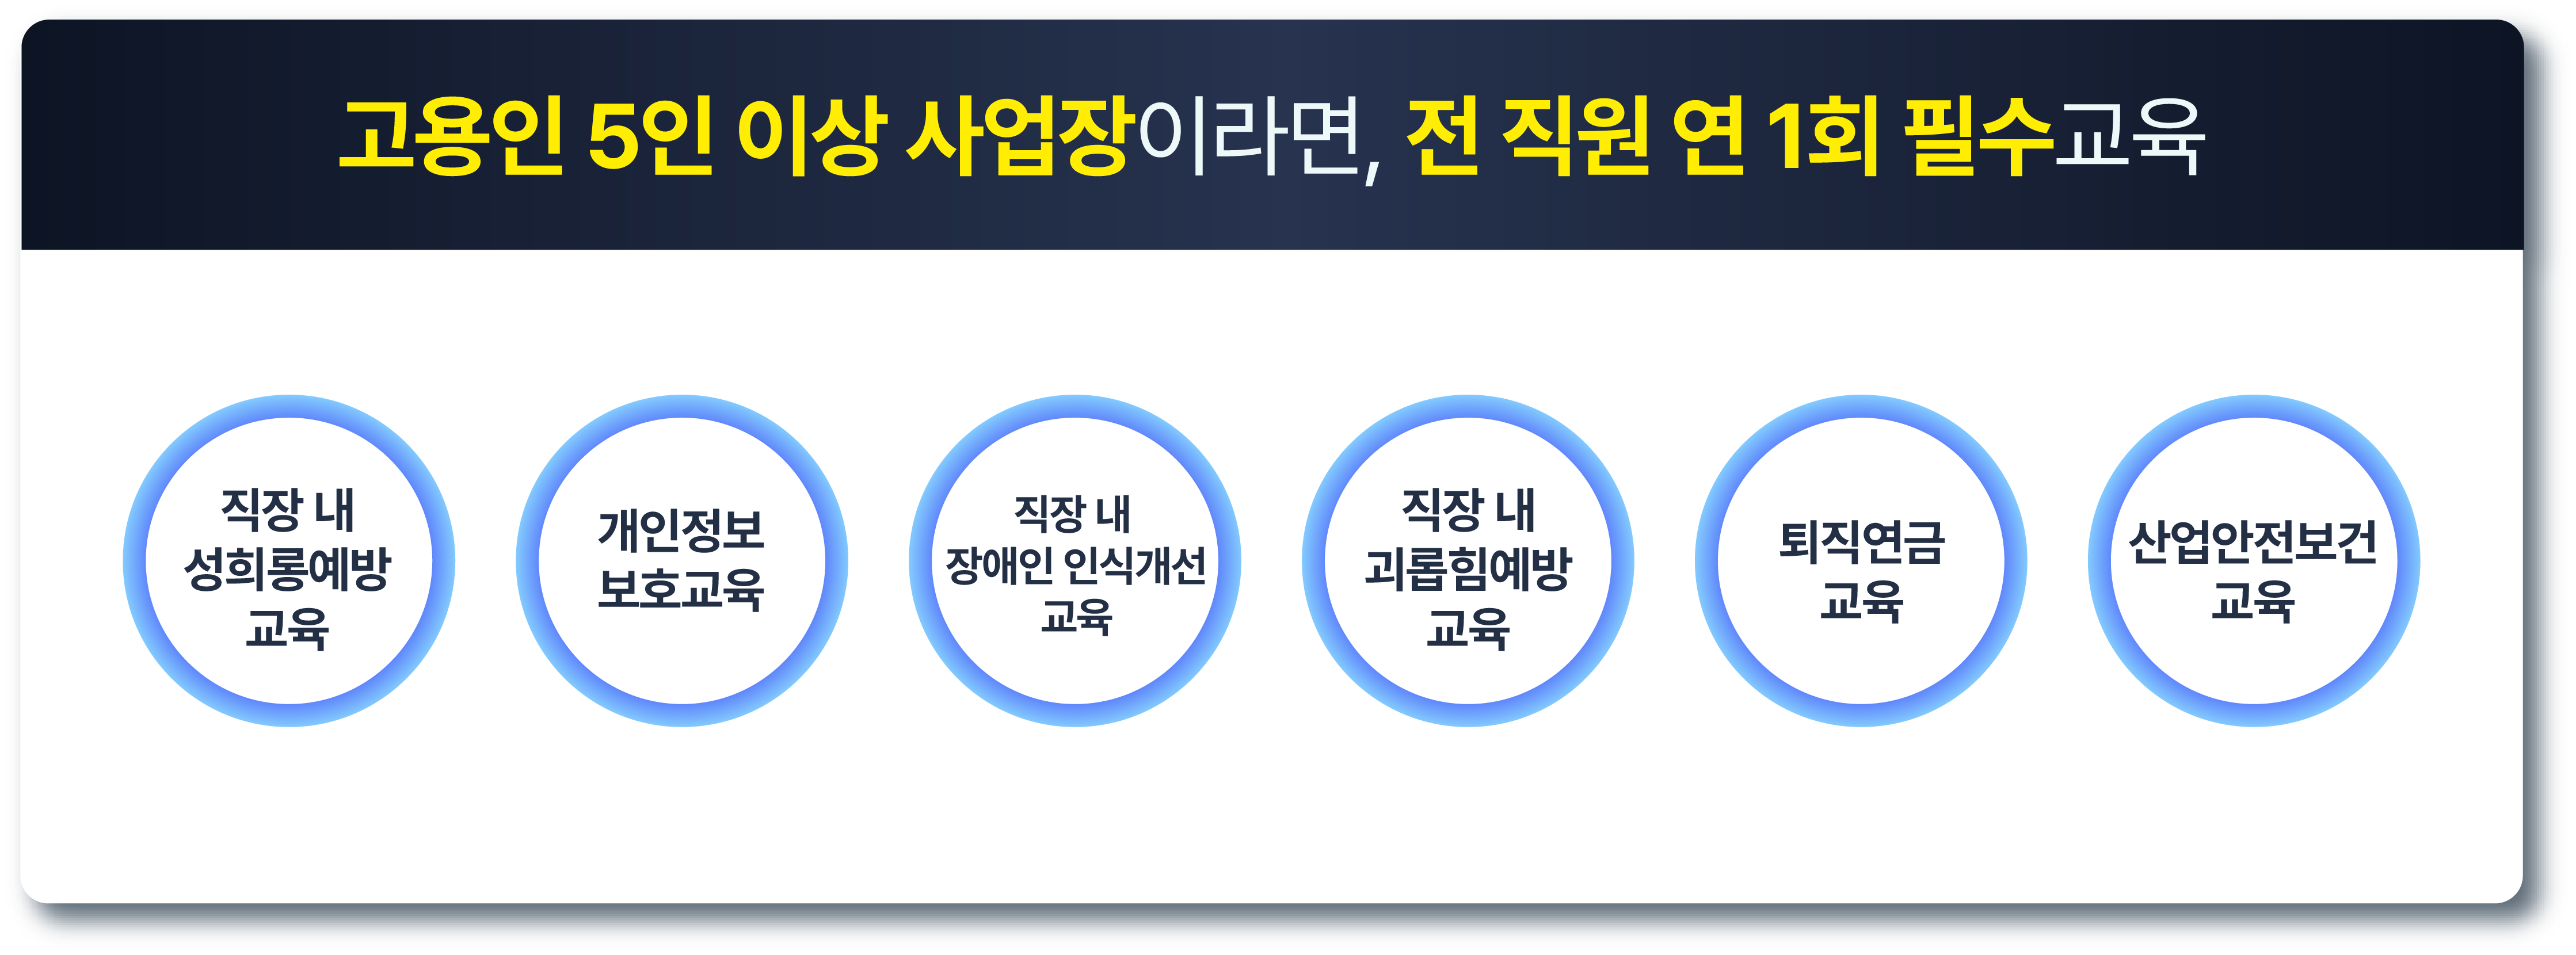 고용인 5인 이상 사업장이라면, 전 직원 연 1회 필수교육
직장 내
성희롱예방
교육
개인정보
보호교육
직장 내
장애인 인식개선
교육
직장 내
괴롭힘예방
교육
퇴직연금
교육
산업안전보건
교육